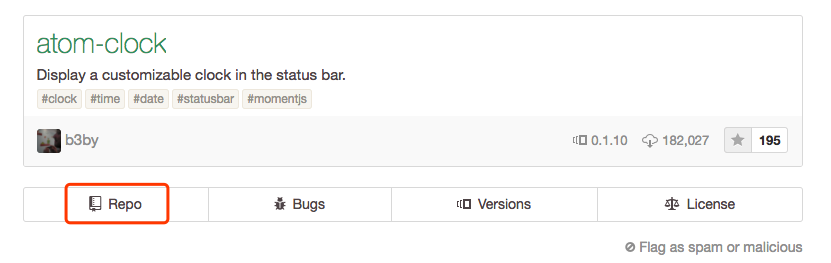 atom-clock
Display a customizable clock in the status bar.
#clock #time #date #statusbar #momentjs
b3by 0.1.10 182,027 195
Repo Bugs Versions License
Flag as spam or malicious